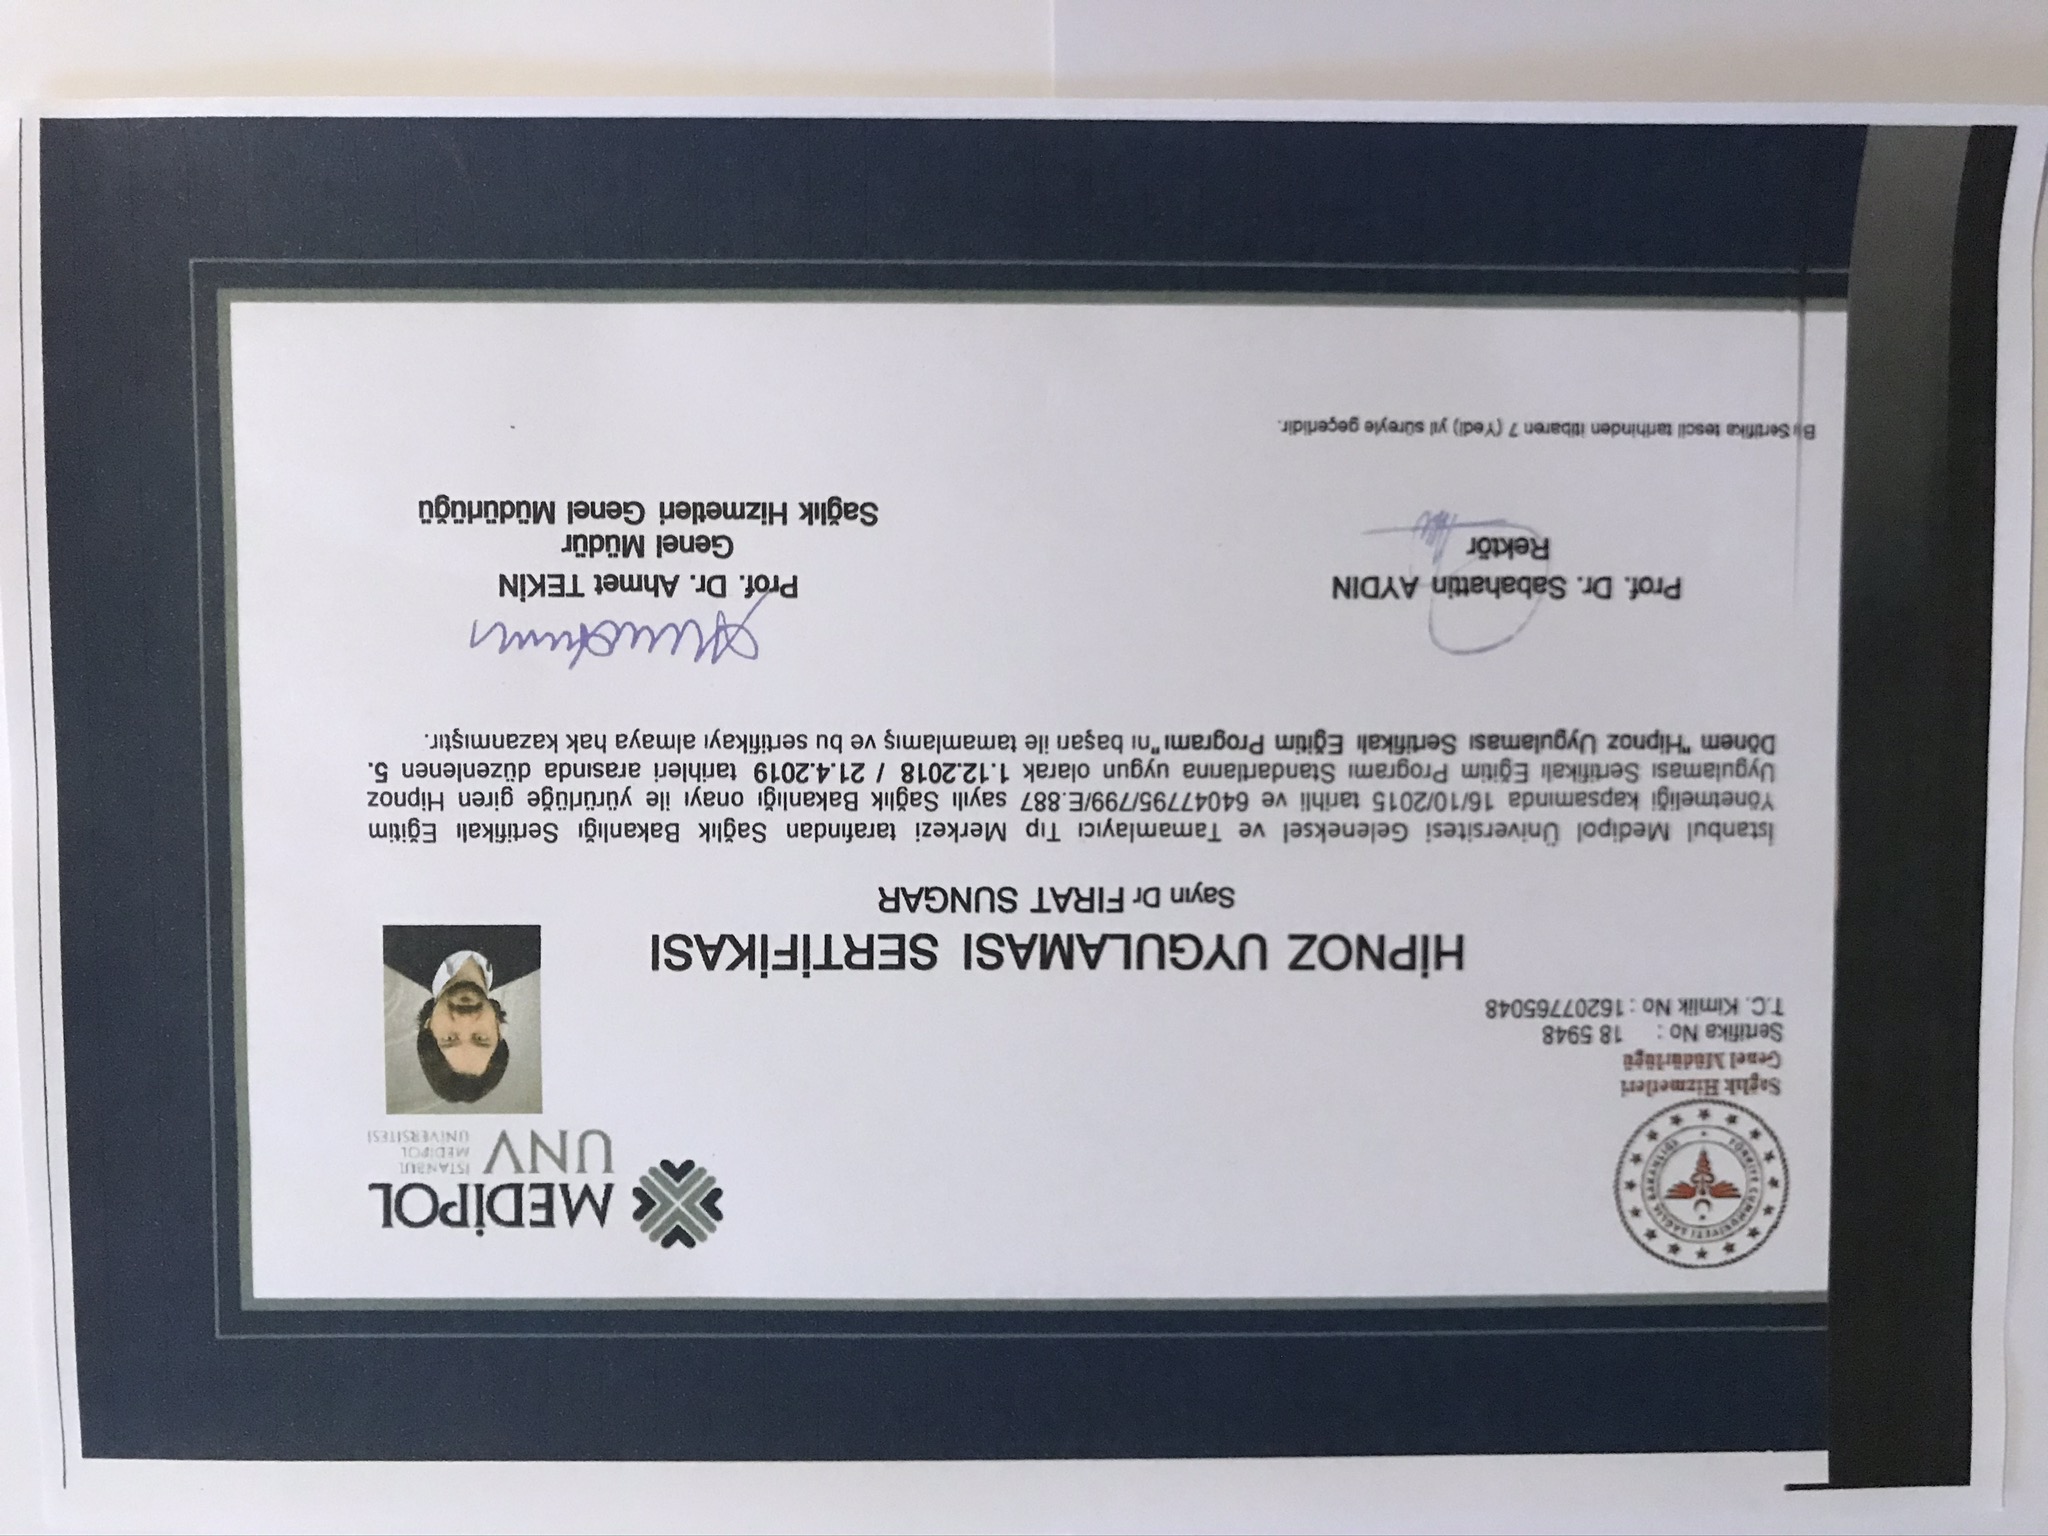 TÜRKİYE CUMHURİYETİ SAĞLIK BAKANLIĞI
MEDİPOL
UNV
İSTANBUL
MEDİPOL
ÜNİVERSİTESİ
Sağlık Hizmetleri
Genel Müdürlüğü
Sertifika No : 18 5948
T.C. Kimlik No : 16207765048
HİPNOZ UYGULAMASI SERTİFİKASI
Sayın Dr FIRAT SUNGAR
İstanbul Medipol Üniversitesi Geleneksel ve Tamamlayıcı Tıp Merkezi tarafından Sağlık Bakanlığı Sertifikalı Eğitim
Yönetmeliği kapsamında 16/10/2015 tarihli ve 64047795/799/E.887 sayılı Sağlık Bakanlığı onayı ile yürürlüğe giren Hipnoz
Uygulaması Sertifikalı Eğitim Programı Standartlarına uygun olarak 1.12.2018 / 21.4.2019 tarihleri arasında düzenlenen 5.
Dönem "Hipnoz Uygulaması Sertifikalı Eğitim Programı"nı başarı ile tamamlamış ve bu sertifikayı almaya hak kazanmıştır.
Prof. Dr. Sabahattin AYDIN
Rektör
Prof. Dr. Ahmet TEKİN
Genel Müdür
Sağlık Hizmetleri Genel Müdürlüğü
Bu Sertifika tescil tarihinden itibaren 7 (Yedi) yıl süreyle geçerlidir.